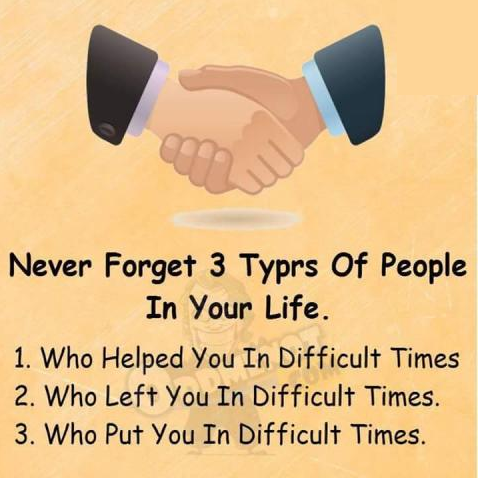 Never Forget 3 Typrs Of People
In Your Life.
1. Who Helped You In Difficult Times
2. Who Left You In Difficult Times.
3. Who Put You In Difficult Times.